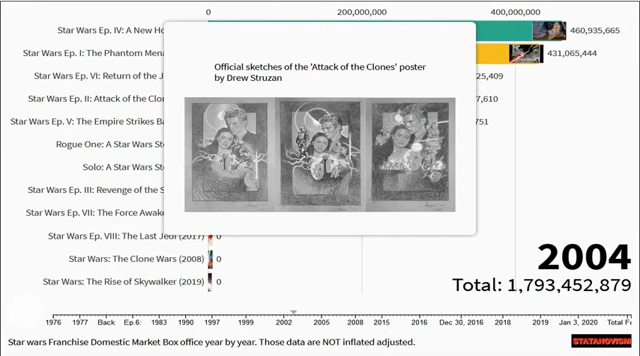 0 200,000,000 400,000,000
Star Wars Ep. IV: A New Ho 460,935,665
Star Wars Ep. I: The Phantom Mena 431,065,444
Official sketches of the 'Attack of the Clones' poster
by Drew Struzan
Star Wars Ep. VI: Return of the J 25,409
Star Wars Ep. II: Attack of the Clon 7,610
Star Wars Ep. V: The Empire Strikes Ba 751
Rogue One: A Star Wars Sto
Solo: A Star Wars St
Star Wars Ep. III: Revenge of the S
Star Wars Ep. VII: The Force Awake
Star Wars Ep. VIII: The Last Jedi (2017) 0
Star Wars: The Clone Wars (2008) 0
Star Wars: The Rise of Skywalker (2019) 0
2004
Total: 1,793,452,879
1976 1977 Back Ep.6: 1983 1990 1997 1999 2002 2005 2008 2015 2016 Dec 30, 2016 2018 2019 Jan 3, 2020 Total Fr
Star wars Franchise Domestic Market Box office year by year. Those data are NOT inflated adjusted.
STATANOVISM